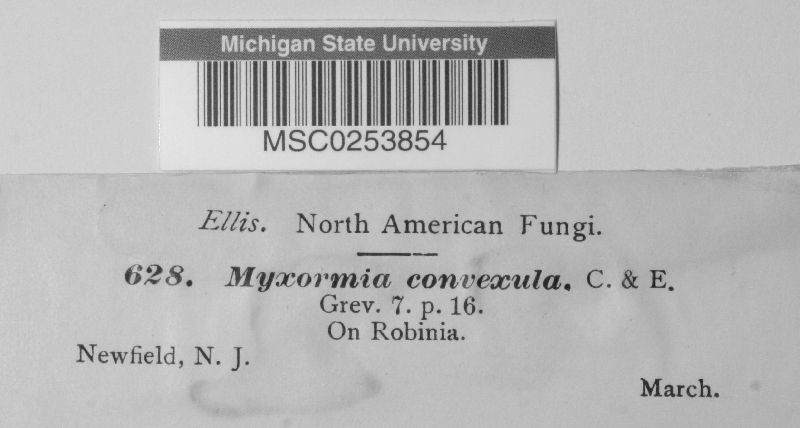 Michigan State University
MSC0253854
Ellis. North American Fungi.
628. Myxormia convexula. C. & E.
Grev. 7. p. 16.
On Robinia.
Newfield, N. J.
March.